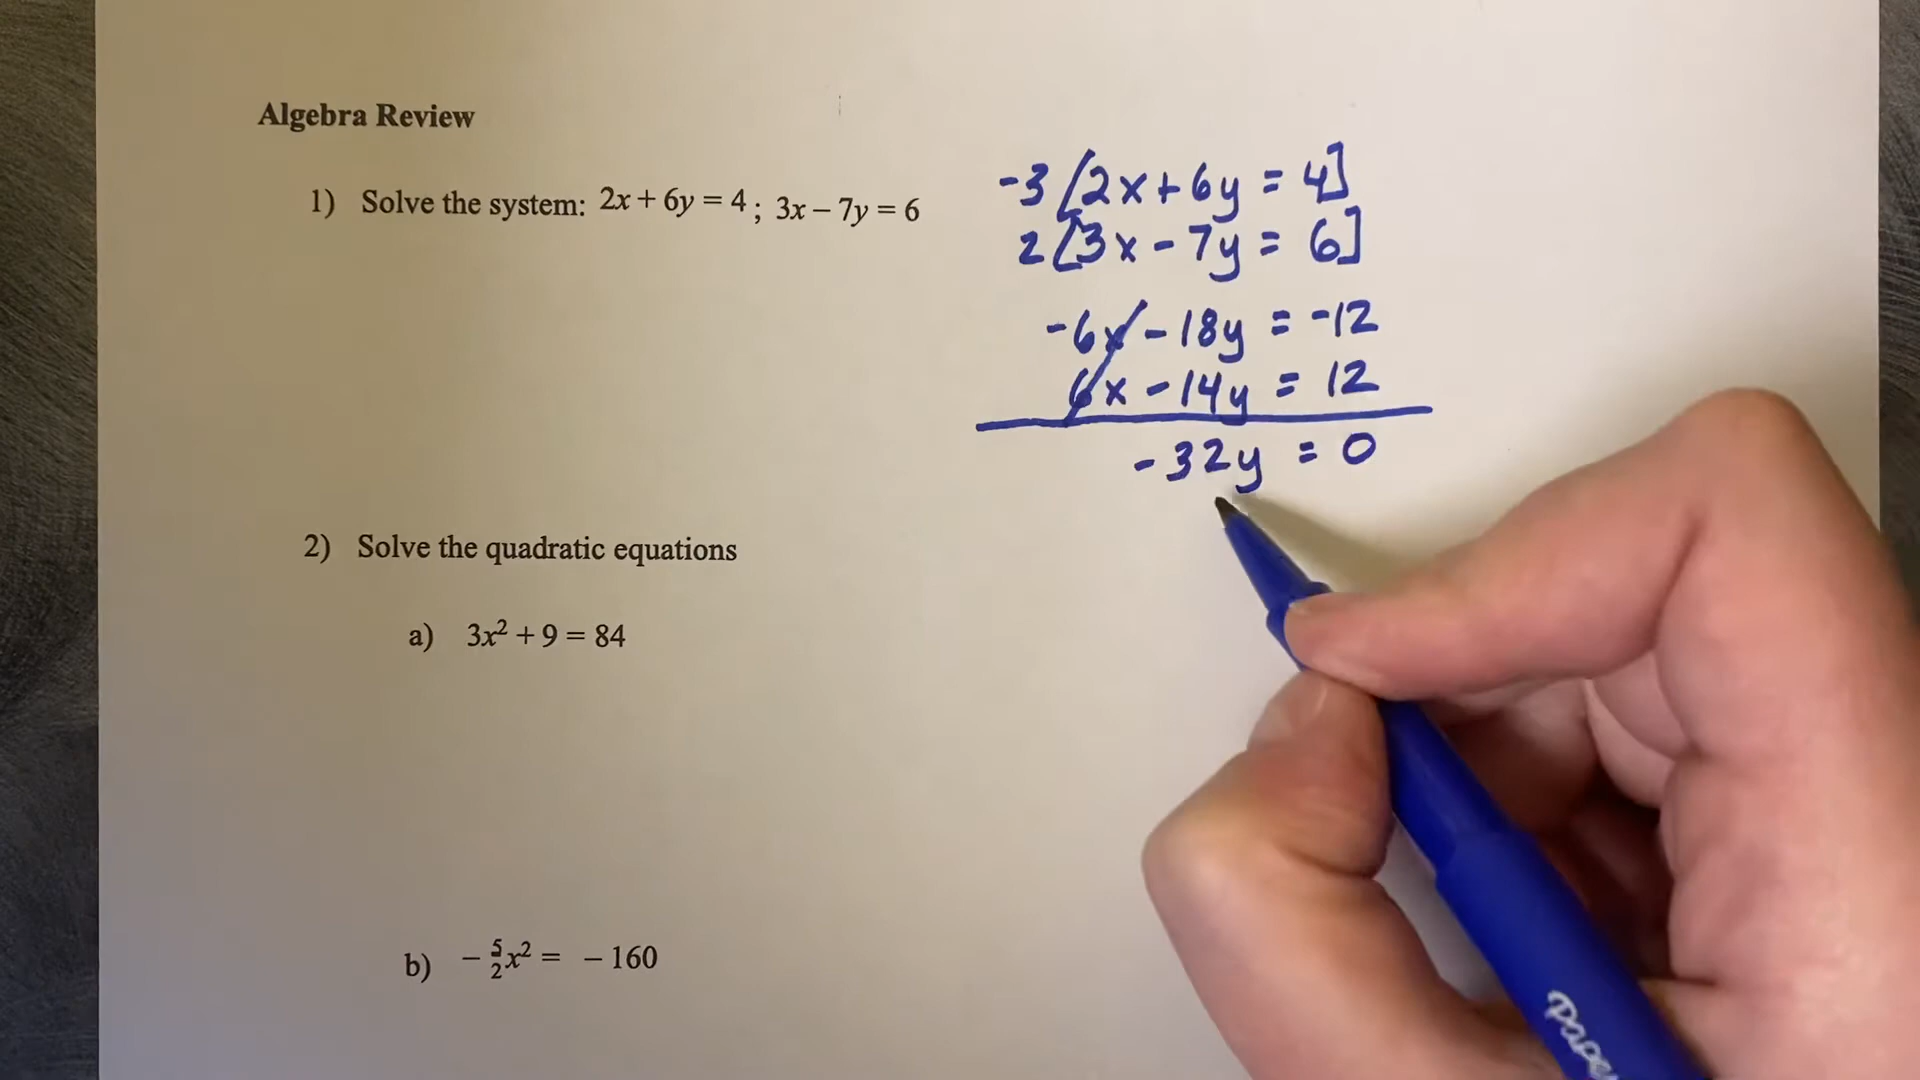 Algebra Review
1) Solve the system: 2x + 6y = 4 ; 3x – 7y = 6
-3 [2x + 6y = 4]
2 [3x - 7y = 6]
-6x - 18y = -12
6x - 14y = 12
-32y = 0
2) Solve the quadratic equations
a) 3x² + 9 = 84
b) – 5/2 x² = – 160